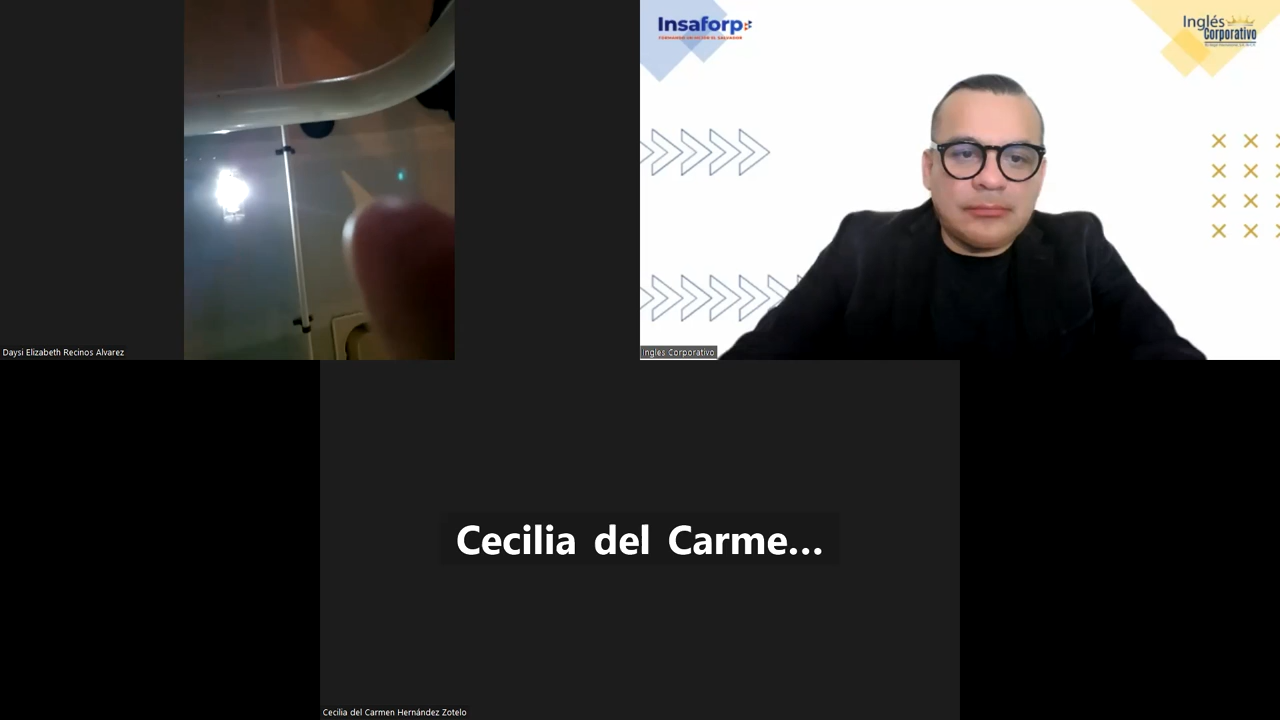 Insaforp
Inglés
Corporativo
Daysi Elizabeth Recinos Alvarez
Ingles Corporativo
Cecilia del Carme...
Cecilia del Carmen Hernández Zotelo